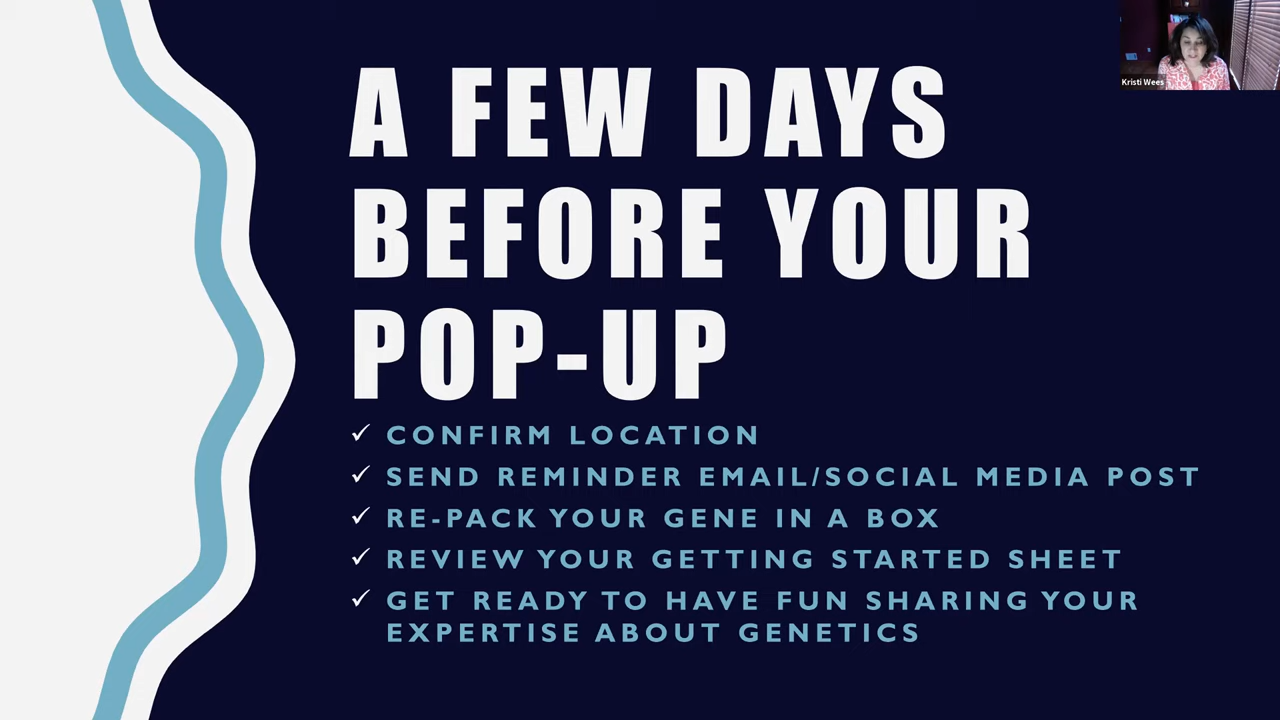 A FEW DAYS
BEFORE YOUR
POP-UP
✓ CONFIRM LOCATION
✓ SEND REMINDER EMAIL/SOCIAL MEDIA POST
✓ RE-PACK YOUR GENE IN A BOX
✓ REVIEW YOUR GETTING STARTED SHEET
✓ GET READY TO HAVE FUN SHARING YOUR
EXPERTISE ABOUT GENETICS
Kristi Wees